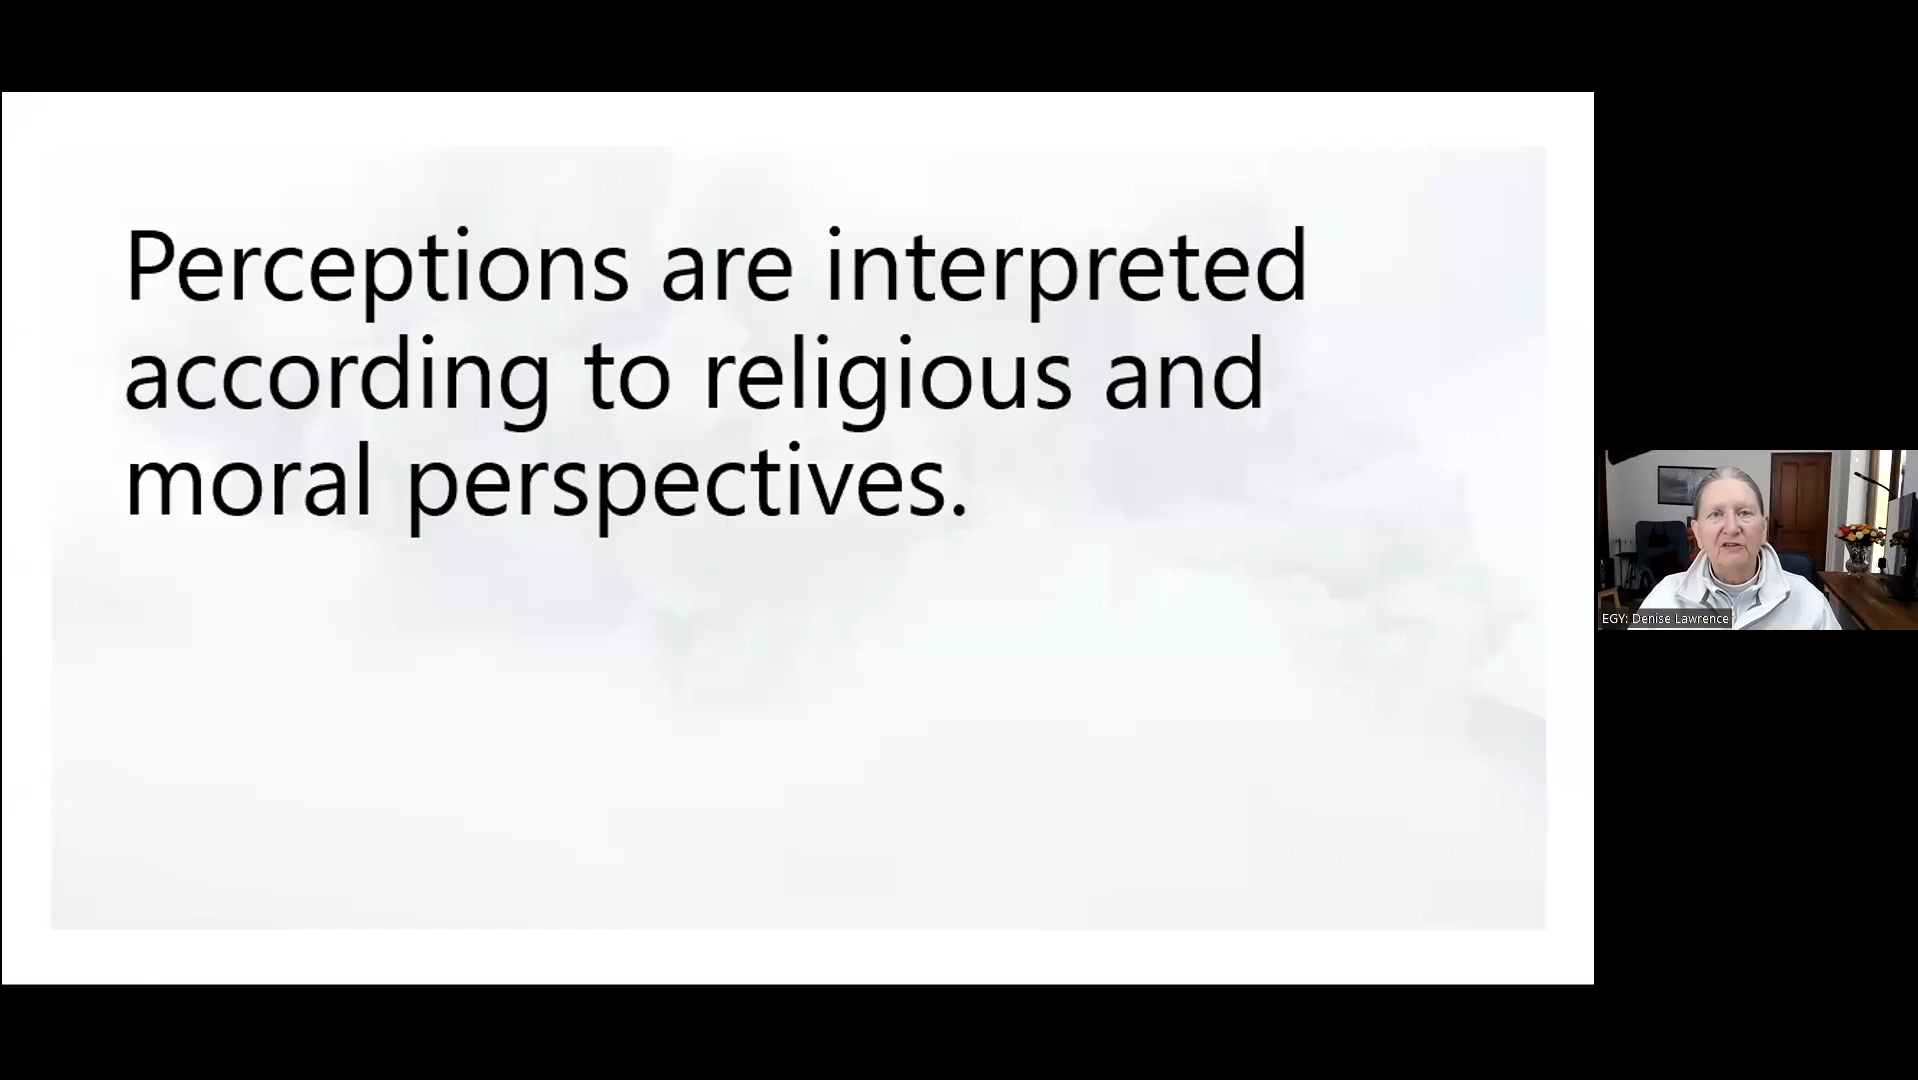 Perceptions are interpreted
according to religious and
moral perspectives.
EGY: Denise Lawrence